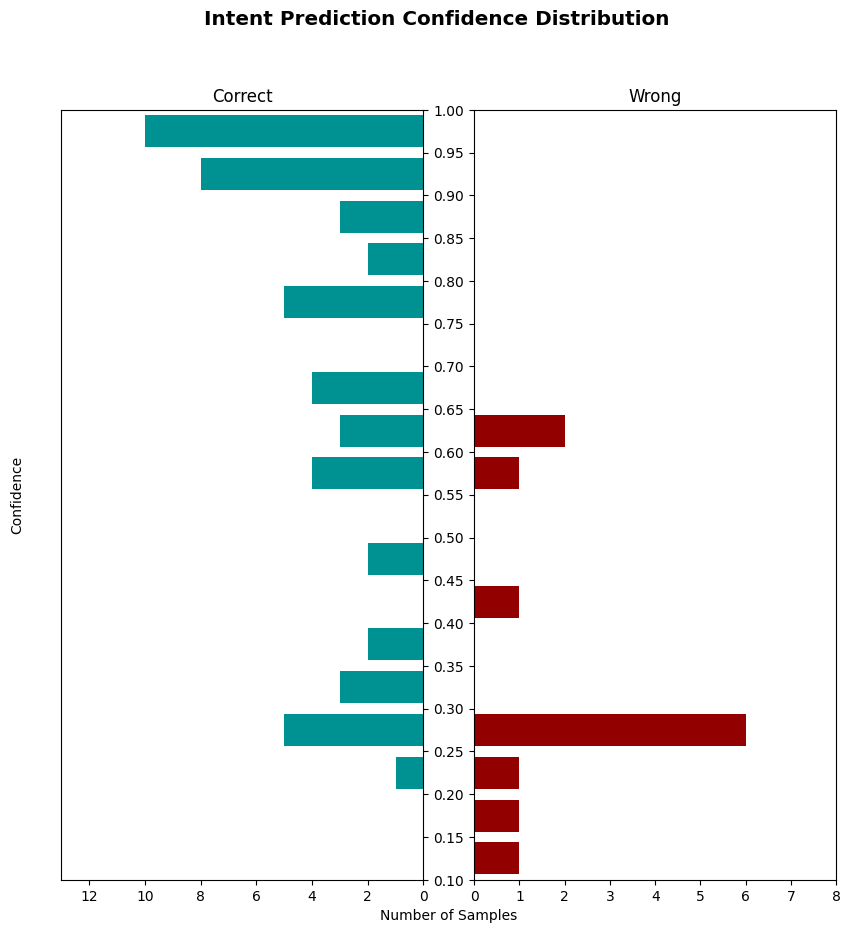 Intent Prediction Confidence Distribution
Correct
Wrong
1.00
0.95
0.90
0.85
0.80
0.75
0.70
0.65
0.60
0.55
0.50
0.45
0.40
0.35
0.30
0.25
0.20
0.15
0.10
Confidence
12 10 8 6 4 2 0
0 1 2 3 4 5 6 7 8
Number of Samples